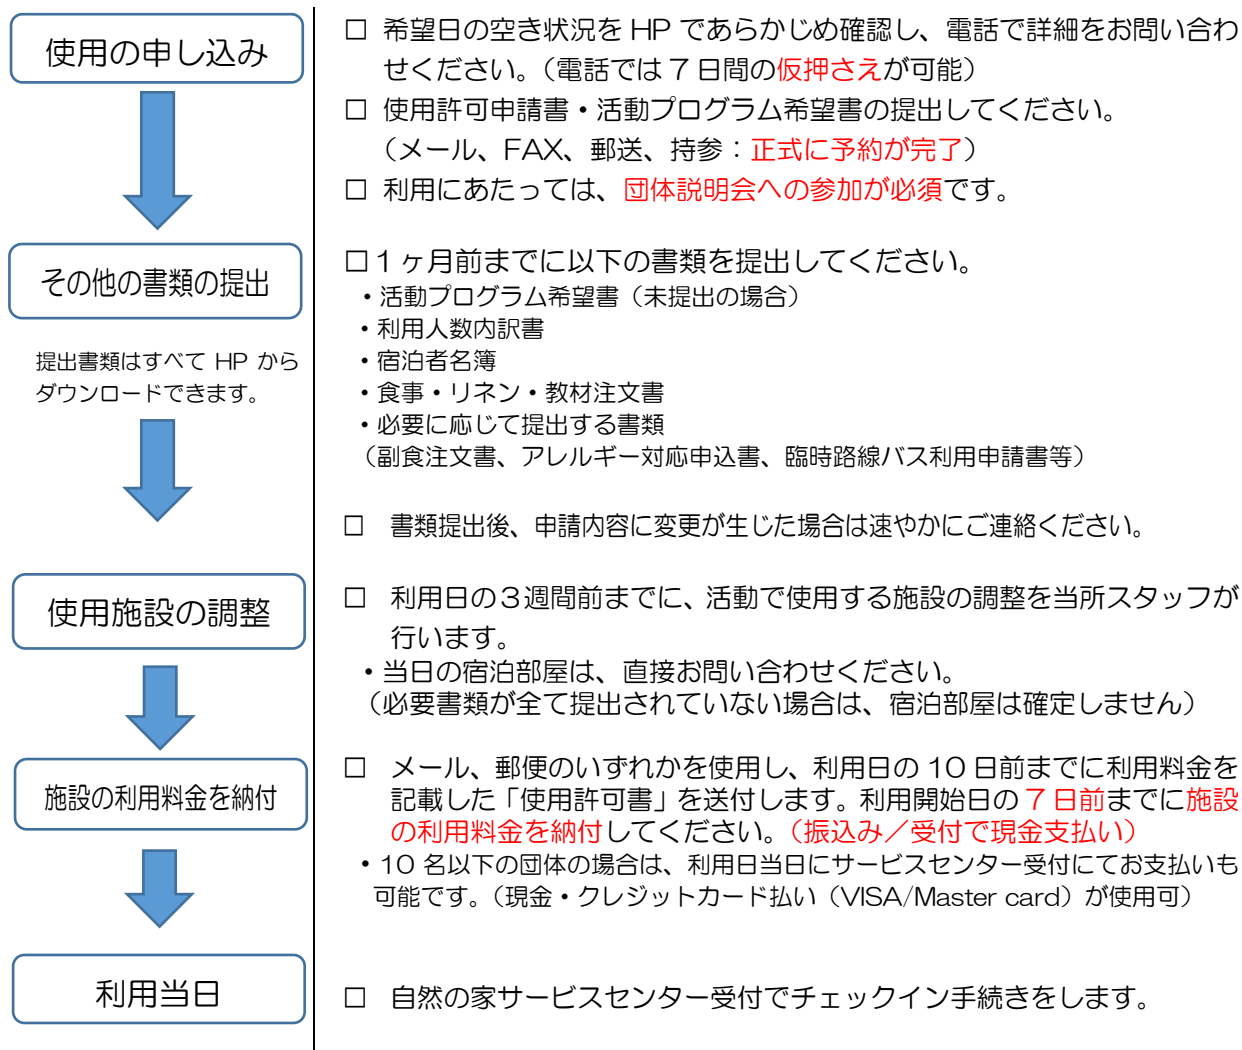 使用の申し込み
□ 希望日の空き状況を HP であらかじめ確認し、電話で詳細をお問い合わ
せください。（電話では 7 日間の仮押さえが可能）
□ 使用許可申請書・活動プログラム希望書の提出してください。
（メール、FAX、郵送、持参：正式に予約が完了）
□ 利用にあたっては、団体説明会への参加が必須です。
その他の書類の提出
提出書類はすべて HP から
ダウンロードできます。
□１ヶ月前までに以下の書類を提出してください。
・活動プログラム希望書（未提出の場合）
・利用人数内訳書
・宿泊者名簿
・食事・リネン・教材注文書
・必要に応じて提出する書類
（副食注文書、アレルギー対応申込書、臨時路線バス利用申請書等）
□ 書類提出後、申請内容に変更が生じた場合は速やかにご連絡ください。
使用施設の調整
□ 利用日の３週間前までに、活動で使用する施設の調整を当所スタッフが
行います。
・当日の宿泊部屋は、直接お問い合わせください。
（必要書類が全て提出されていない場合は、宿泊部屋は確定しません）
施設の利用料金を納付
□ メール、郵便のいずれかを使用し、利用日の 10 日前までに利用料金を
記載した「使用許可書」を送付します。利用開始日の 7 日前までに施設
の利用料金を納付してください。（振込み／受付で現金支払い）
・10 名以下の団体の場合は、利用日当日にサービスセンター受付にてお支払いも
可能です。（現金・クレジットカード払い（VISA/Master card）が使用可）
利用当日
□ 自然の家サービスセンター受付でチェックイン手続きをします。